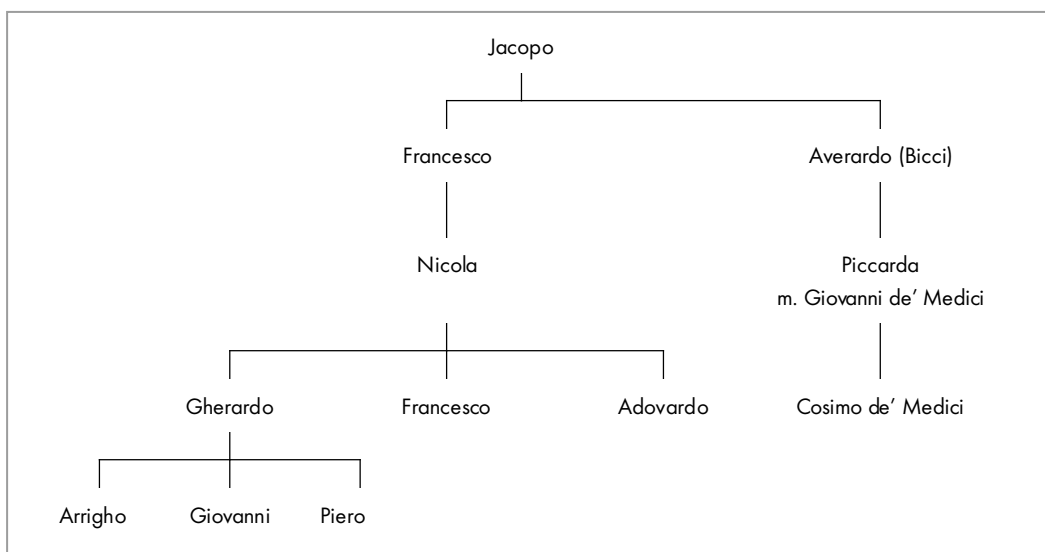 Jacopo
Francesco
Averardo (Bicci)
Nicola
Piccarda
m. Giovanni de’ Medici
Gherardo
Francesco
Adovardo
Cosimo de’ Medici
Arrigho
Giovanni
Piero